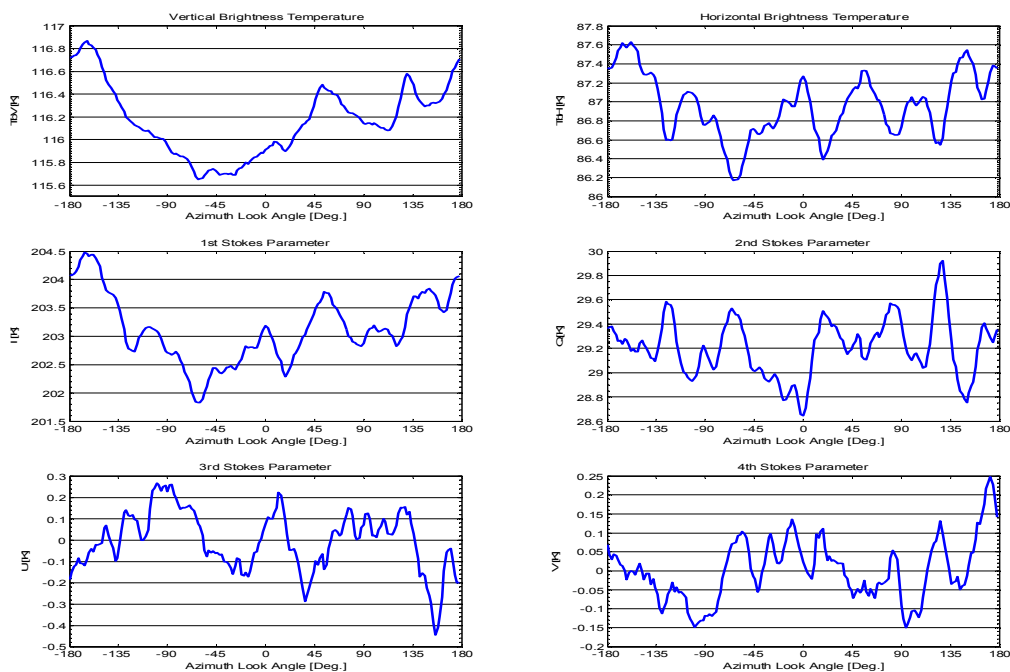 Vertical Brightness Temperature
117
116.8
116.6
116.4
116.2
116
115.8
115.6
TbV[K]
-180 -135 -90 -45 0 45 90 135 180
Azimuth Look Angle [Deg.]
Horizontal Brightness Temperature
87.8
87.6
87.4
87.2
87
86.8
86.6
86.4
86.2
86
TbH[K]
-180 -135 -90 -45 0 45 90 135 180
Azimuth Look Angle [Deg.]
1st Stokes Parameter
204.5
204
203.5
203
202.5
202
201.5
I [K]
-180 -135 -90 -45 0 45 90 135 180
Azimuth Look Angle [Deg.]
2nd Stokes Parameter
30
29.8
29.6
29.4
29.2
29
28.8
28.6
Q[K]
-180 -135 -90 -45 0 45 90 135 180
Azimuth Look Angle [Deg.]
3rd Stokes Parameter
0.3
0.2
0.1
0
-0.1
-0.2
-0.3
-0.4
-0.5
U[K]
-180 -135 -90 -45 0 45 90 135 180
Azimuth Look Angle [Deg.]
4th Stokes Parameter
0.25
0.2
0.15
0.1
0.05
0
-0.05
-0.1
-0.15
-0.2
V[K]
-180 -135 -90 -45 0 45 90 135 180
Azimuth Look Angle [Deg.]